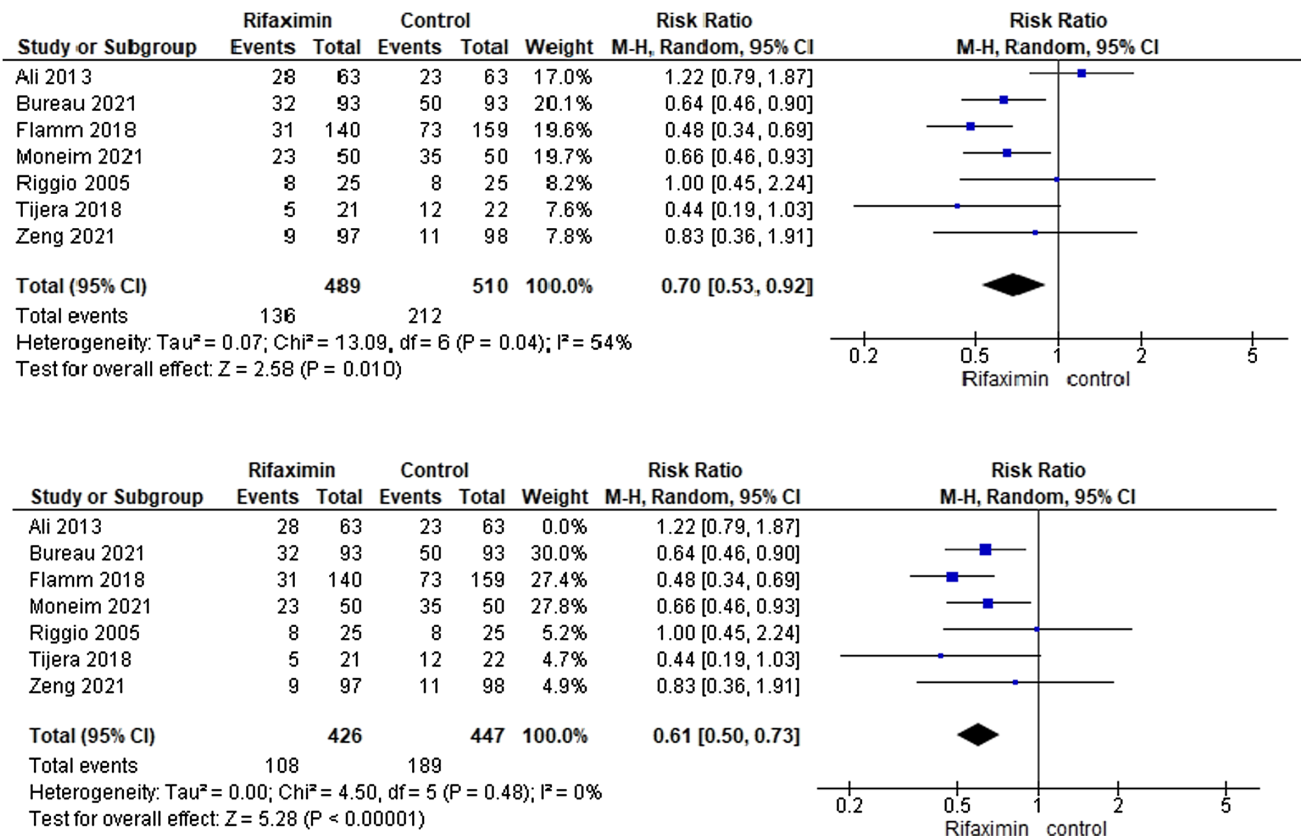 Rifaximin Control Risk Ratio Risk Ratio
Study or Subgroup Events Total Events Total Weight M-H, Random, 95% CI M-H, Random, 95% CI
Ali 2013 28 63 23 63 17.0% 1.22 [0.79, 1.87]
Bureau 2021 32 93 50 93 20.1% 0.64 [0.46, 0.90]
Flamm 2018 31 140 73 159 19.6% 0.48 [0.34, 0.69]
Moneim 2021 23 50 35 50 19.7% 0.66 [0.46, 0.93]
Riggio 2005 8 25 8 25 8.2% 1.00 [0.45, 2.24]
Tijera 2018 5 21 12 22 7.6% 0.44 [0.19, 1.03]
Zeng 2021 9 97 11 98 7.8% 0.83 [0.36, 1.91]
Total (95% CI) 489 510 100.0% 0.70 [0.53, 0.92]
Total events 136 212
Heterogeneity: Tau² = 0.07; Chi² = 13.09, df = 6 (P = 0.04); I² = 54%
Test for overall effect: Z = 2.58 (P = 0.010)
0.2 0.5 1 2 5
Rifaximin control
Rifaximin Control Risk Ratio Risk Ratio
Study or Subgroup Events Total Events Total Weight M-H, Random, 95% CI M-H, Random, 95% CI
Ali 2013 28 63 23 63 0.0% 1.22 [0.79, 1.87]
Bureau 2021 32 93 50 93 30.0% 0.64 [0.46, 0.90]
Flamm 2018 31 140 73 159 27.4% 0.48 [0.34, 0.69]
Moneim 2021 23 50 35 50 27.8% 0.66 [0.46, 0.93]
Riggio 2005 8 25 8 25 5.2% 1.00 [0.45, 2.24]
Tijera 2018 5 21 12 22 4.7% 0.44 [0.19, 1.03]
Zeng 2021 9 97 11 98 4.9% 0.83 [0.36, 1.91]
Total (95% CI) 426 447 100.0% 0.61 [0.50, 0.73]
Total events 108 189
Heterogeneity: Tau² = 0.00; Chi² = 4.50, df = 5 (P = 0.48); I² = 0%
Test for overall effect: Z = 5.28 (P < 0.00001)
0.2 0.5 1 2 5
Rifaximin control